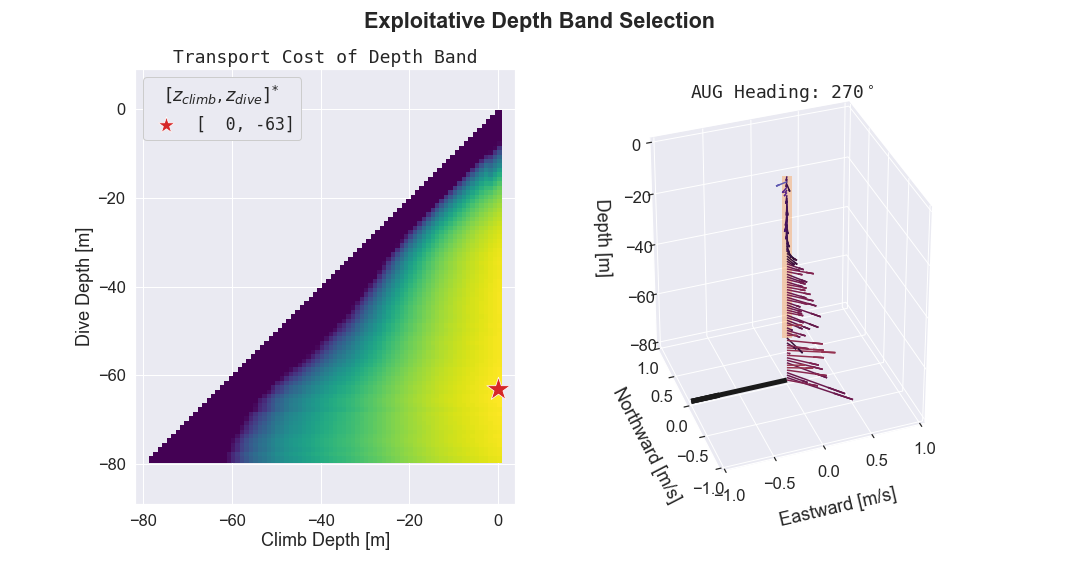 Exploitative Depth Band Selection
Transport Cost of Depth Band
[z_climb, z_dive]*
★ [  0, -63]
0
−20
−40
−60
−80
Dive Depth [m]
−80
−60
−40
−20
0
Climb Depth [m]
AUG Heading: 270°
0
−20
−40
−60
−80
Depth [m]
1.0
0.5
0.0
−0.5
−1.0
Northward [m/s]
−1.0
−0.5
0.0
0.5
1.0
Eastward [m/s]